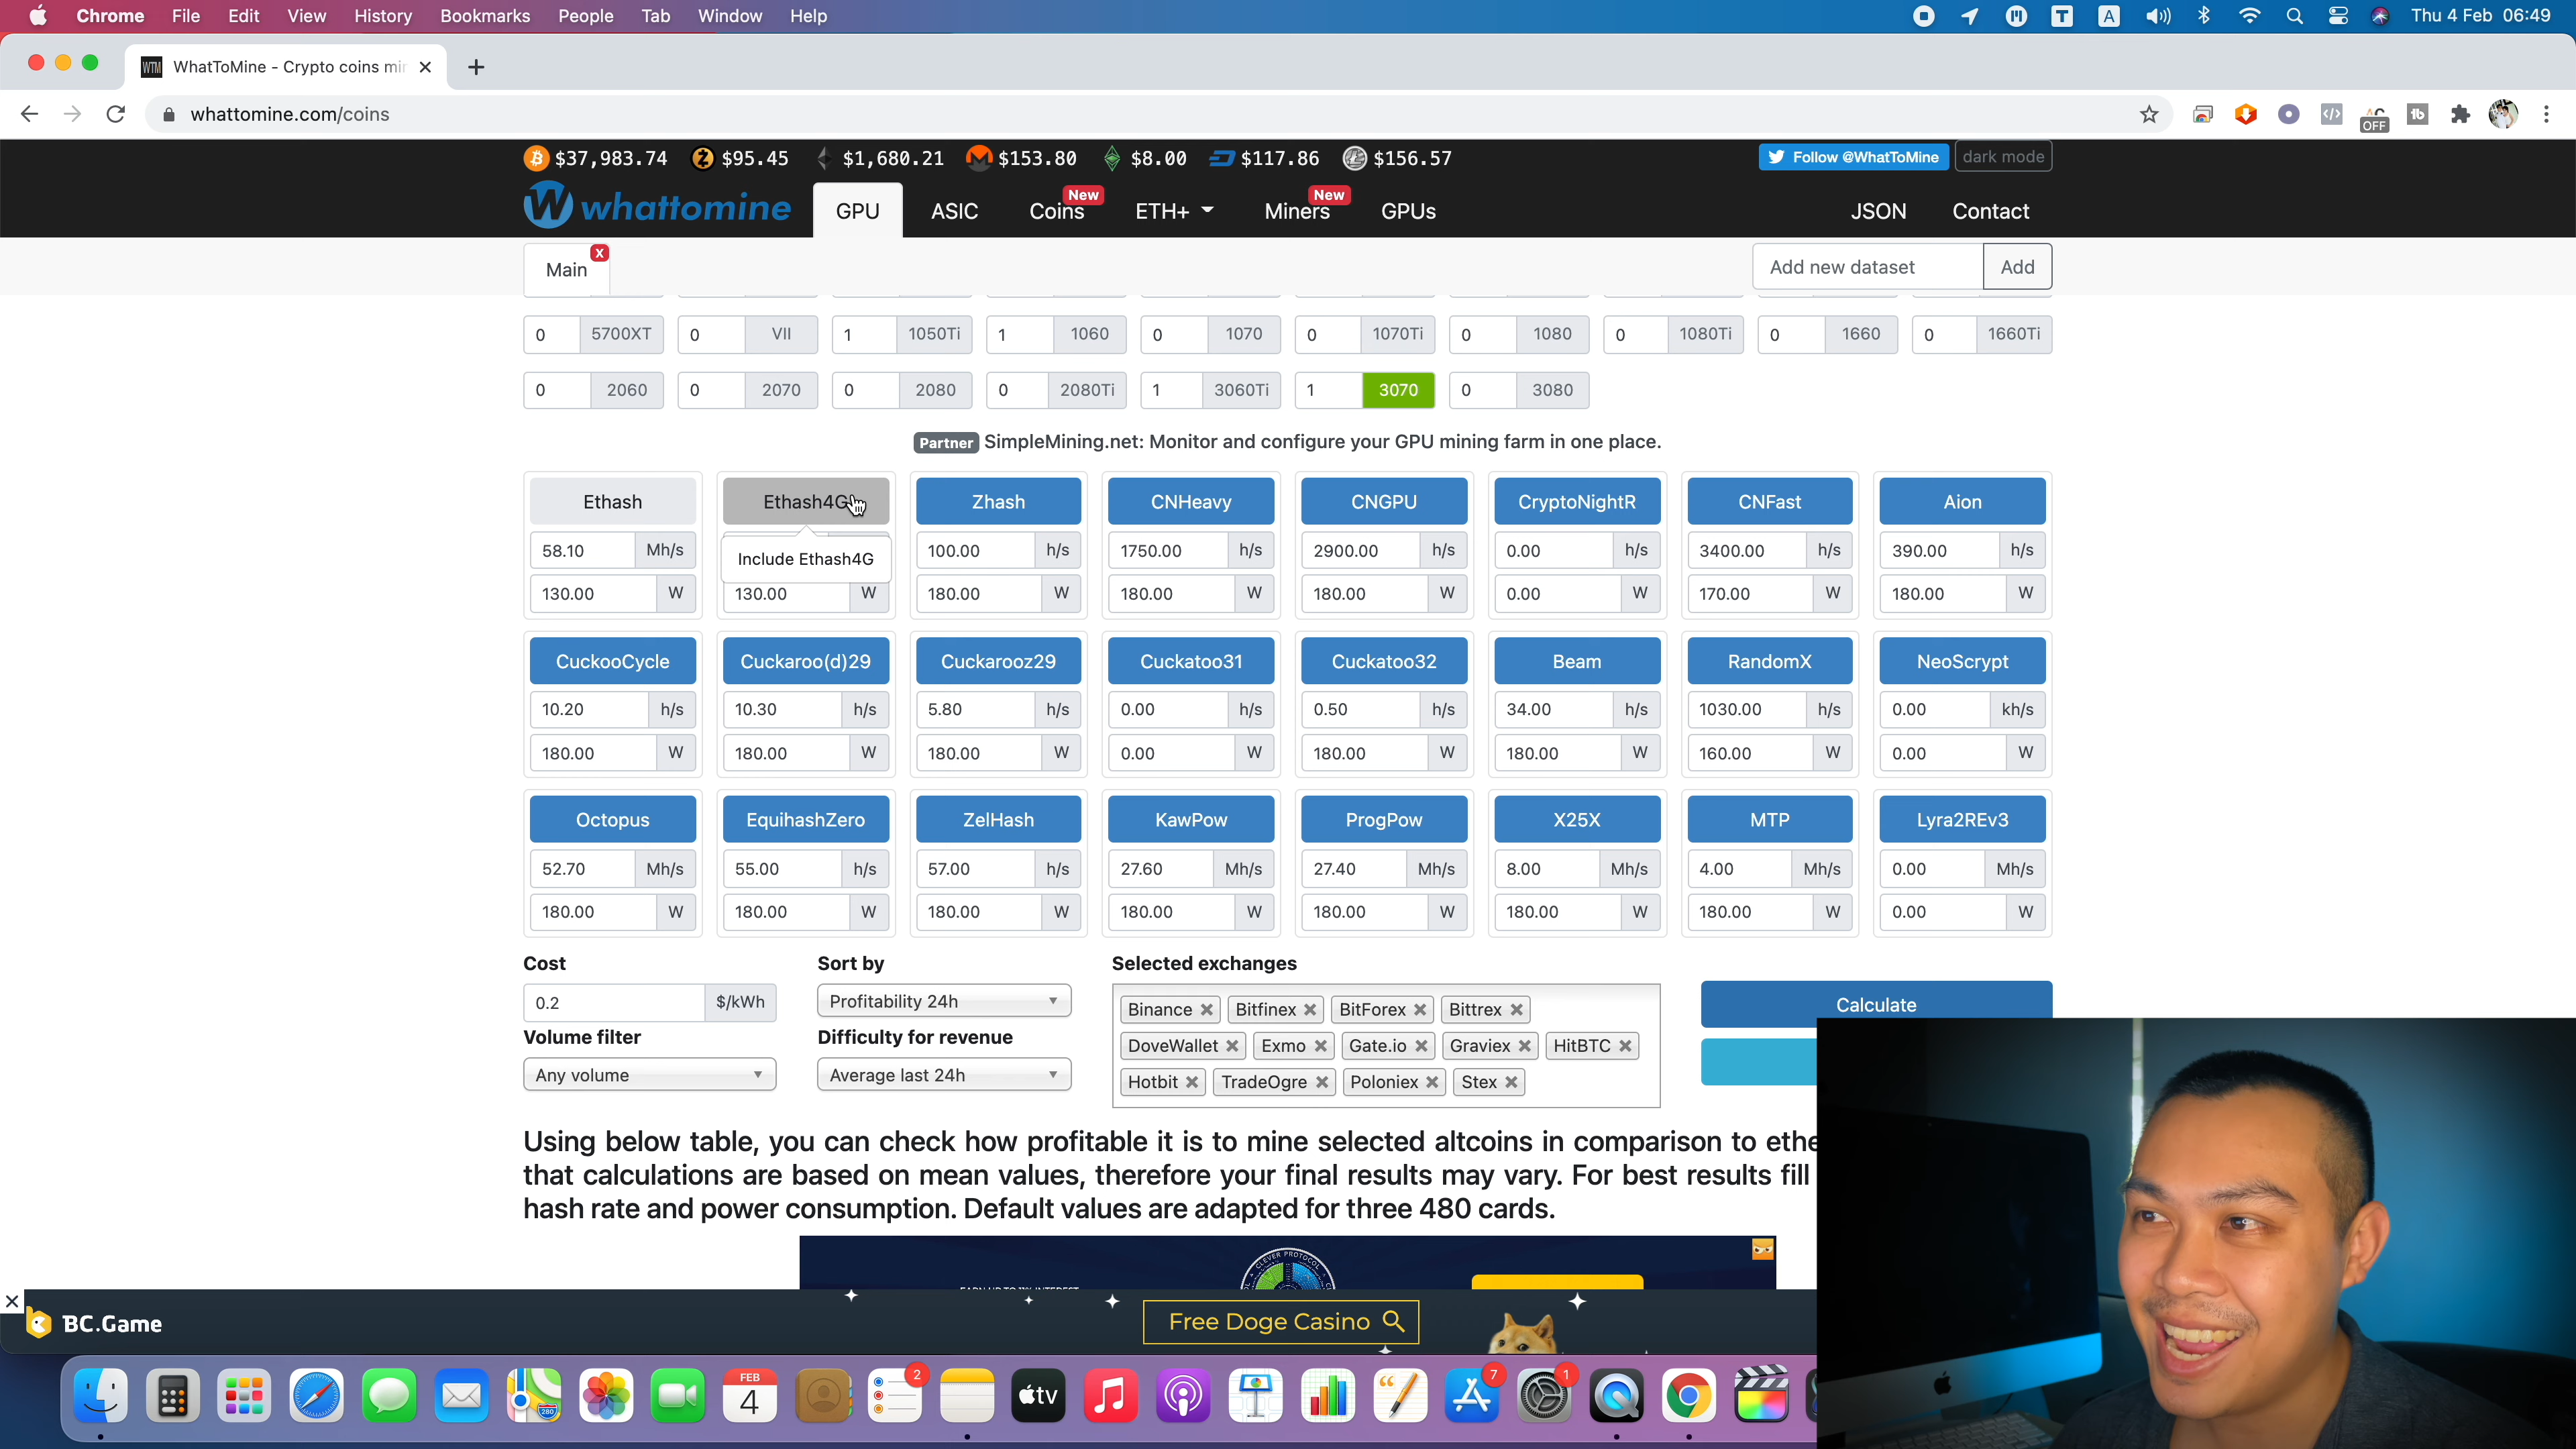 Chrome File Edit View History Bookmarks People Tab Window Help Thu 4 Feb 06:49
WTM WhatToMine - Crypto coins mi
whattomine.com/coins OFF
$37,983.74 $95.45 $1,680.21 $153.80 $8.00 $117.86 $156.57 Follow @WhatToMine dark mode
whattomine GPU ASIC Coins New ETH+ Miners New GPUs JSON Contact
Main X Add new dataset Add
0 5700XT 0 VII 1 1050Ti 1 1060 0 1070 0 1070Ti 0 1080 0 1080Ti 0 1660 0 1660Ti
0 2060 0 2070 0 2080 0 2080Ti 1 3060Ti 1 3070 0 3080
Partner SimpleMining.net: Monitor and configure your GPU mining farm in one place.
Ethash Ethash4G Zhash CNHeavy CNGPU CryptoNightR CNFast Aion
58.10 Mh/s Include Ethash4G 100.00 h/s 1750.00 h/s 2900.00 h/s 0.00 h/s 3400.00 h/s 390.00 h/s
130.00 W 130.00 W 180.00 W 180.00 W 180.00 W 0.00 W 170.00 W 180.00 W
CuckooCycle Cuckaroo(d)29 Cuckarooz29 Cuckatoo31 Cuckatoo32 Beam RandomX NeoScrypt
10.20 h/s 10.30 h/s 5.80 h/s 0.00 h/s 0.50 h/s 34.00 h/s 1030.00 h/s 0.00 kh/s
180.00 W 180.00 W 180.00 W 0.00 W 180.00 W 180.00 W 160.00 W 0.00 W
Octopus EquihashZero ZelHash KawPow ProgPow X25X MTP Lyra2REv3
52.70 Mh/s 55.00 h/s 57.00 h/s 27.60 Mh/s 27.40 Mh/s 8.00 Mh/s 4.00 Mh/s 0.00 Mh/s
180.00 W 180.00 W 180.00 W 180.00 W 180.00 W 180.00 W 180.00 W 0.00 W
Cost Sort by Selected exchanges
0.2 $/kWh Profitability 24h Binance Bitfinex BitForex Bittrex Calculate
Volume filter Difficulty for revenue DoveWallet Exmo Gate.io Graviex HitBTC
Any volume Average last 24h Hotbit TradeOgre Poloniex Stex
Using below table, you can check how profitable it is to mine selected altcoins in comparison to ethe
that calculations are based on mean values, therefore your final results may vary. For best results fill
hash rate and power consumption. Default values are adapted for three 480 cards.
CLEVER PROTOCOL
BC.Game Free Doge Casino
280 FEB 4 2 tv 7 1